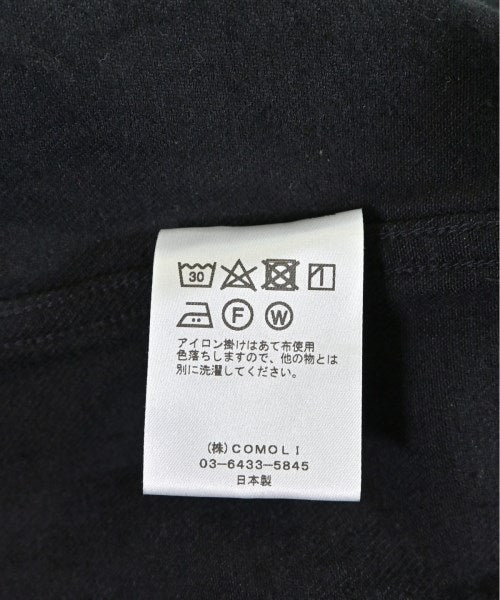 30
F W
アイロン掛けはあて布使用
色落ちしますので、他の物とは
別に洗濯してください。
(株)COMOLI
03-6433-5845
日本製